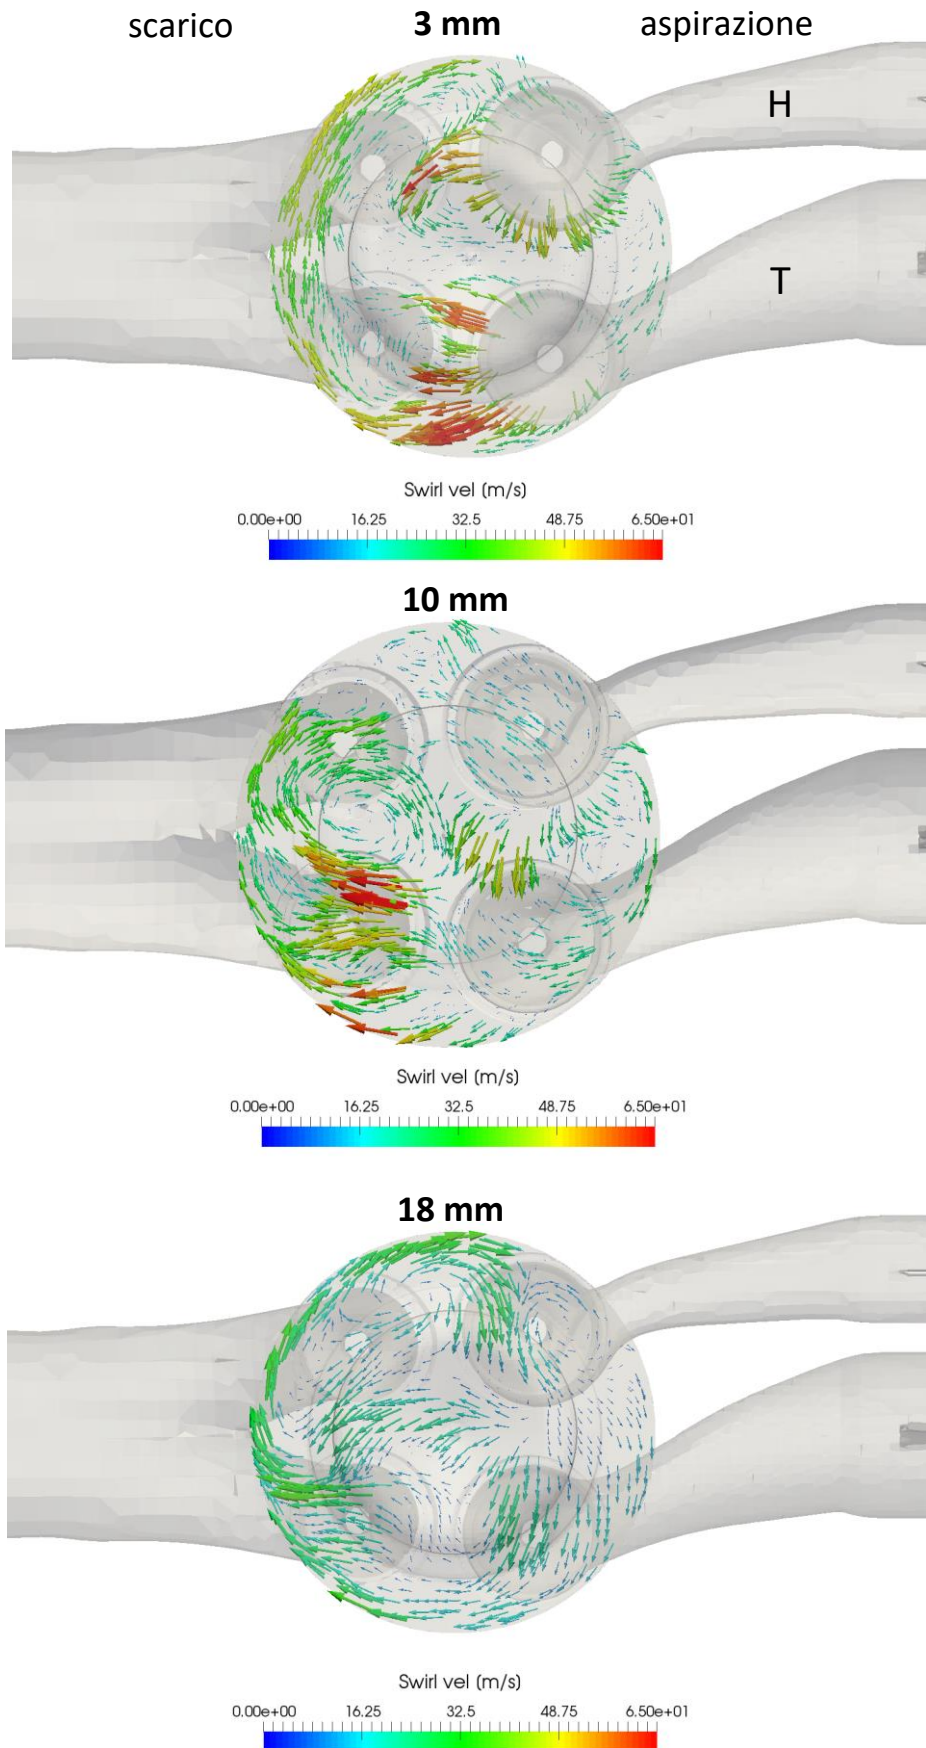 scarico 3 mm aspirazione
H
T
Swirl vel (m/s)
0.00e+00 16.25 32.5 48.75 6.50e+01
10 mm
Swirl vel (m/s)
0.00e+00 16.25 32.5 48.75 6.50e+01
18 mm
Swirl vel (m/s)
0.00e+00 16.25 32.5 48.75 6.50e+01